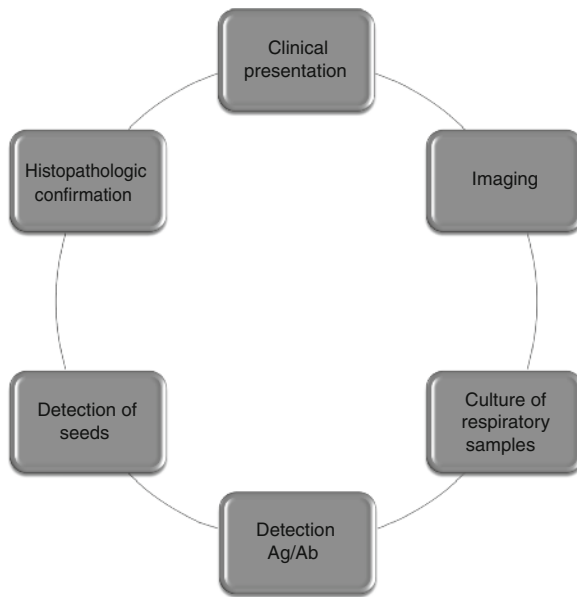 Clinical
presentation
Imaging
Culture of
respiratory
samples
Detection
Ag/Ab
Detection of
seeds
Histopathologic
confirmation